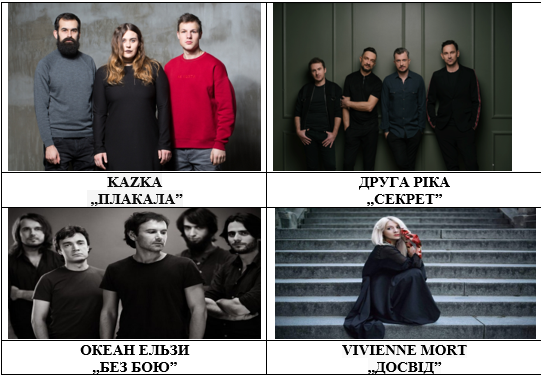 KAZKA
„ПЛАКАЛА”
ДРУГА РІКА
„СЕКРЕТ”
ОКЕАН ЕЛЬЗИ
„БЕЗ БОЮ”
VIVIENNE MORT
„ДОСВІД”